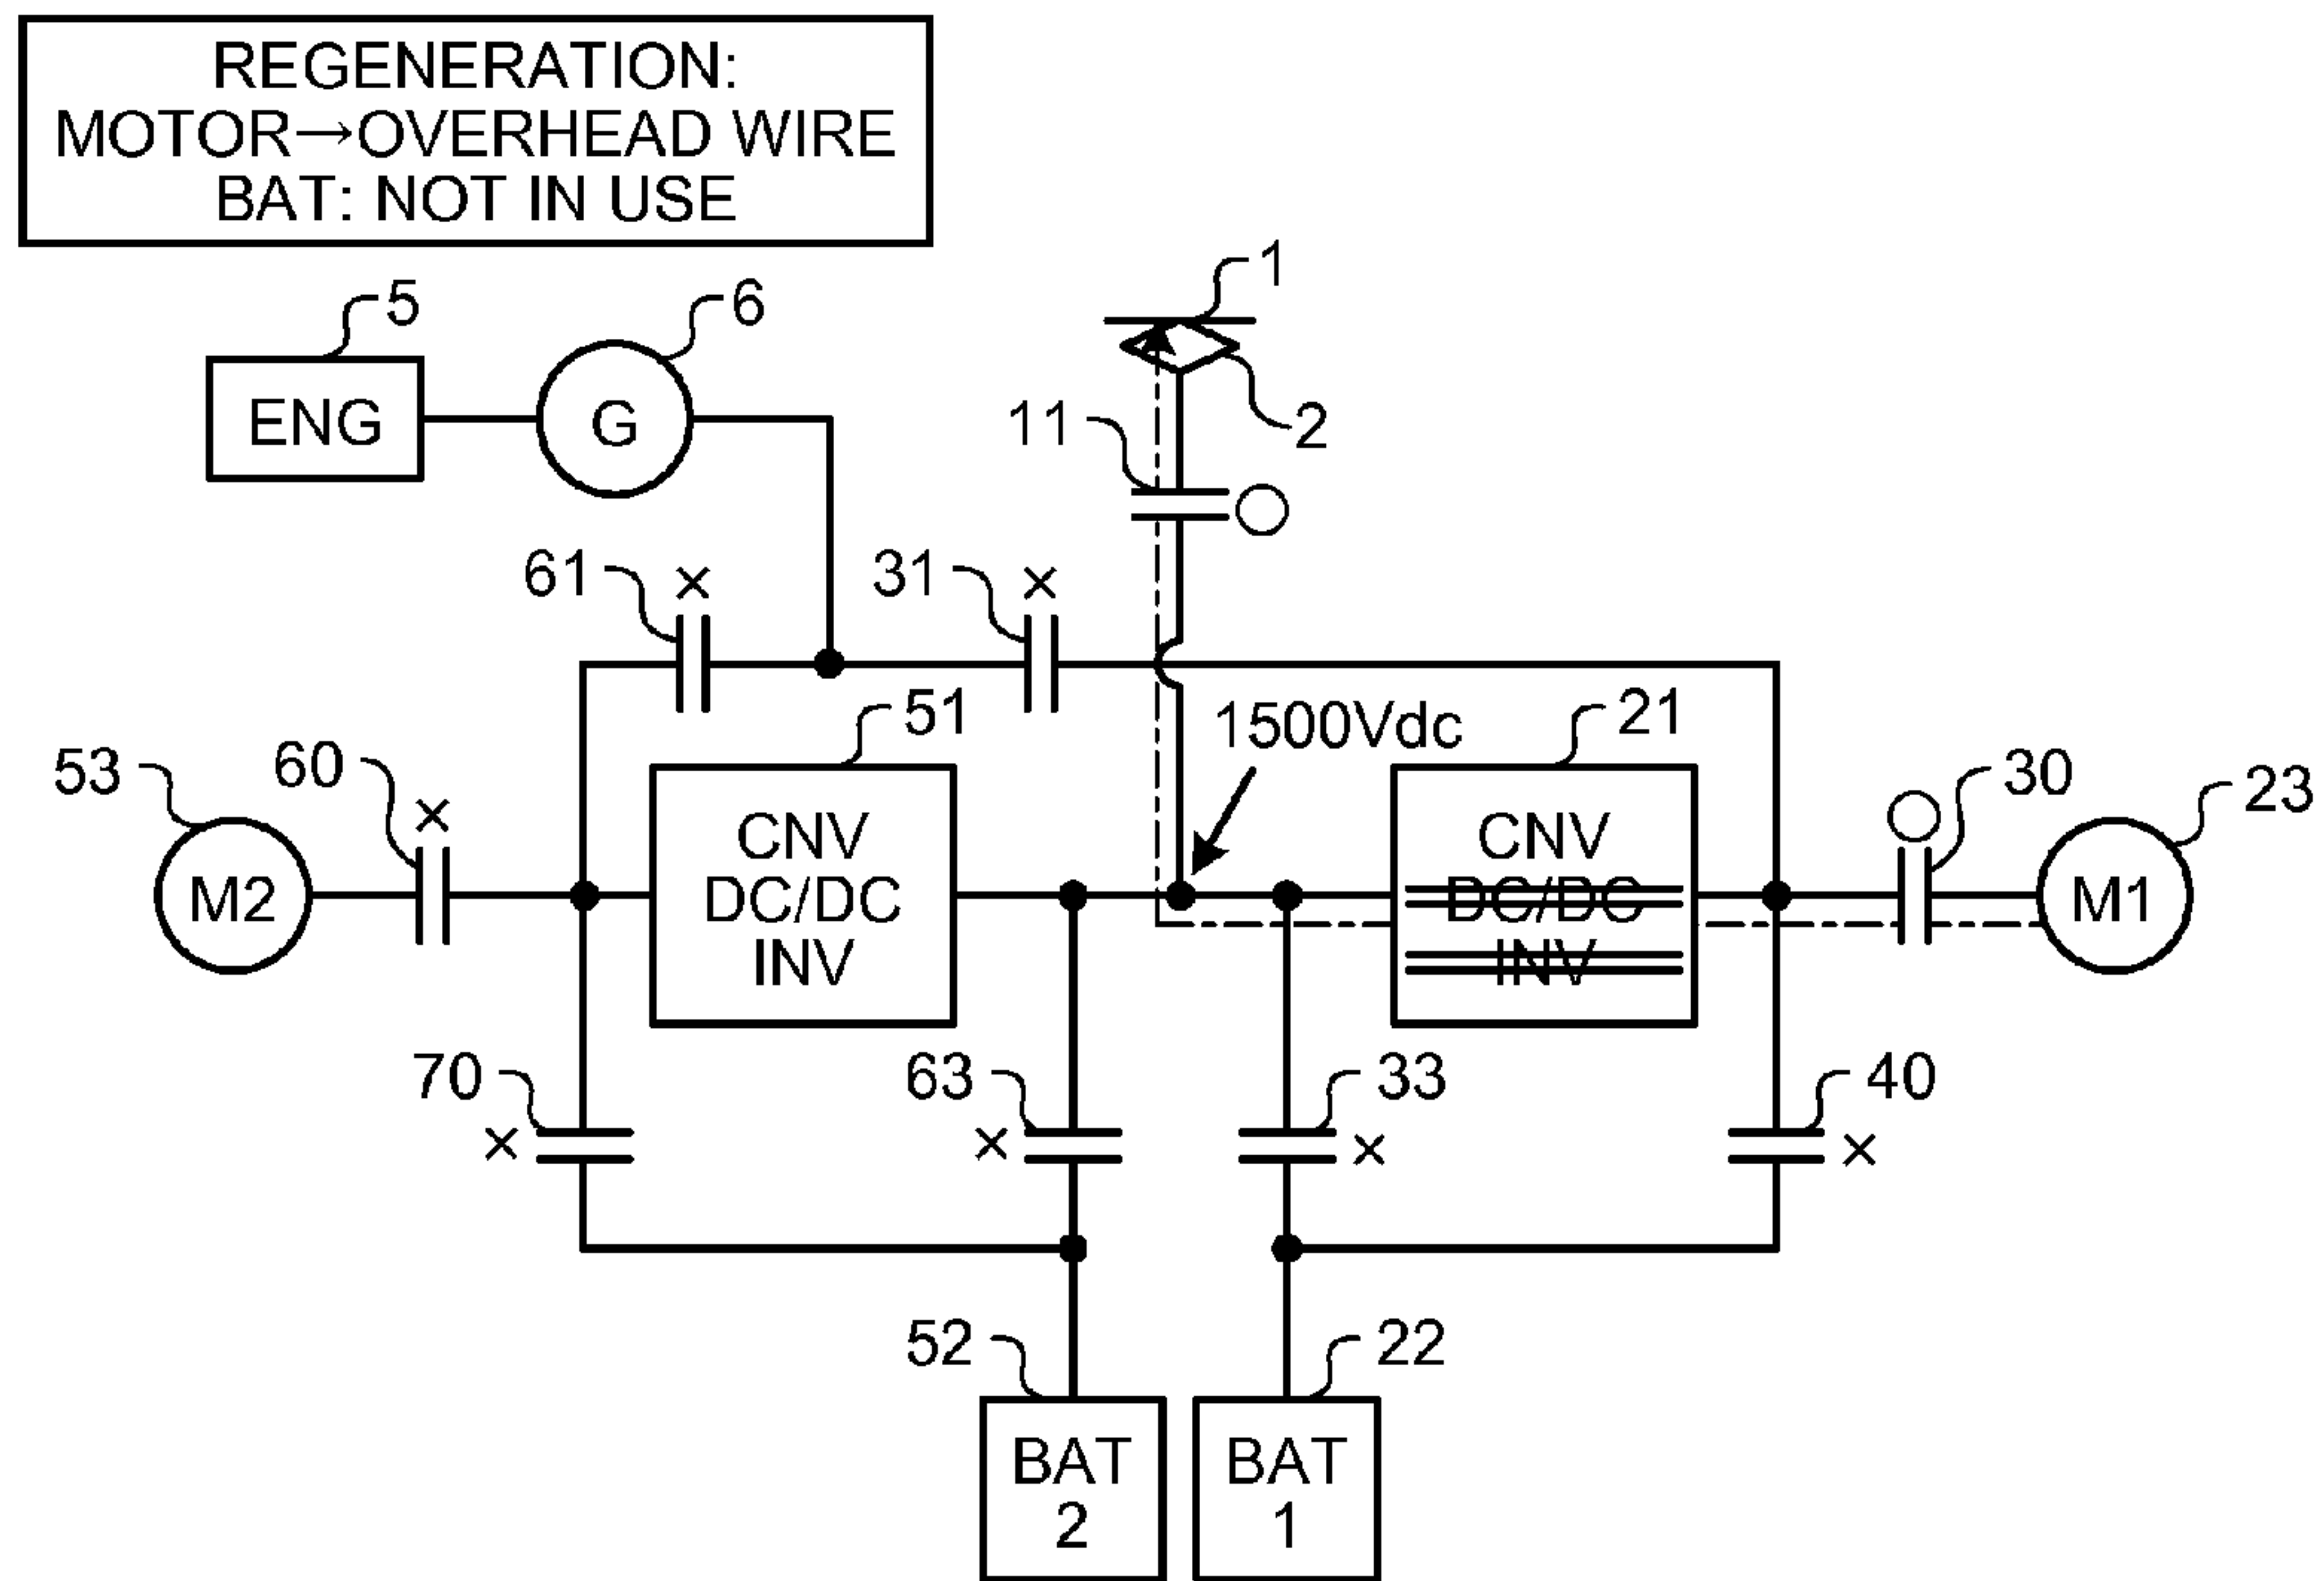 REGENERATION:
MOTOR→OVERHEAD WIRE
BAT: NOT IN USE
1
5
6
ENG
G
2
11
61
×
31
×
51
1500Vdc
21
53
60
×
30
23
M2
CNV
DC/DC
INV
CNV
DC/DC
INV
M1
70
×
63
×
33
×
40
×
52
22
BAT
2
BAT
1